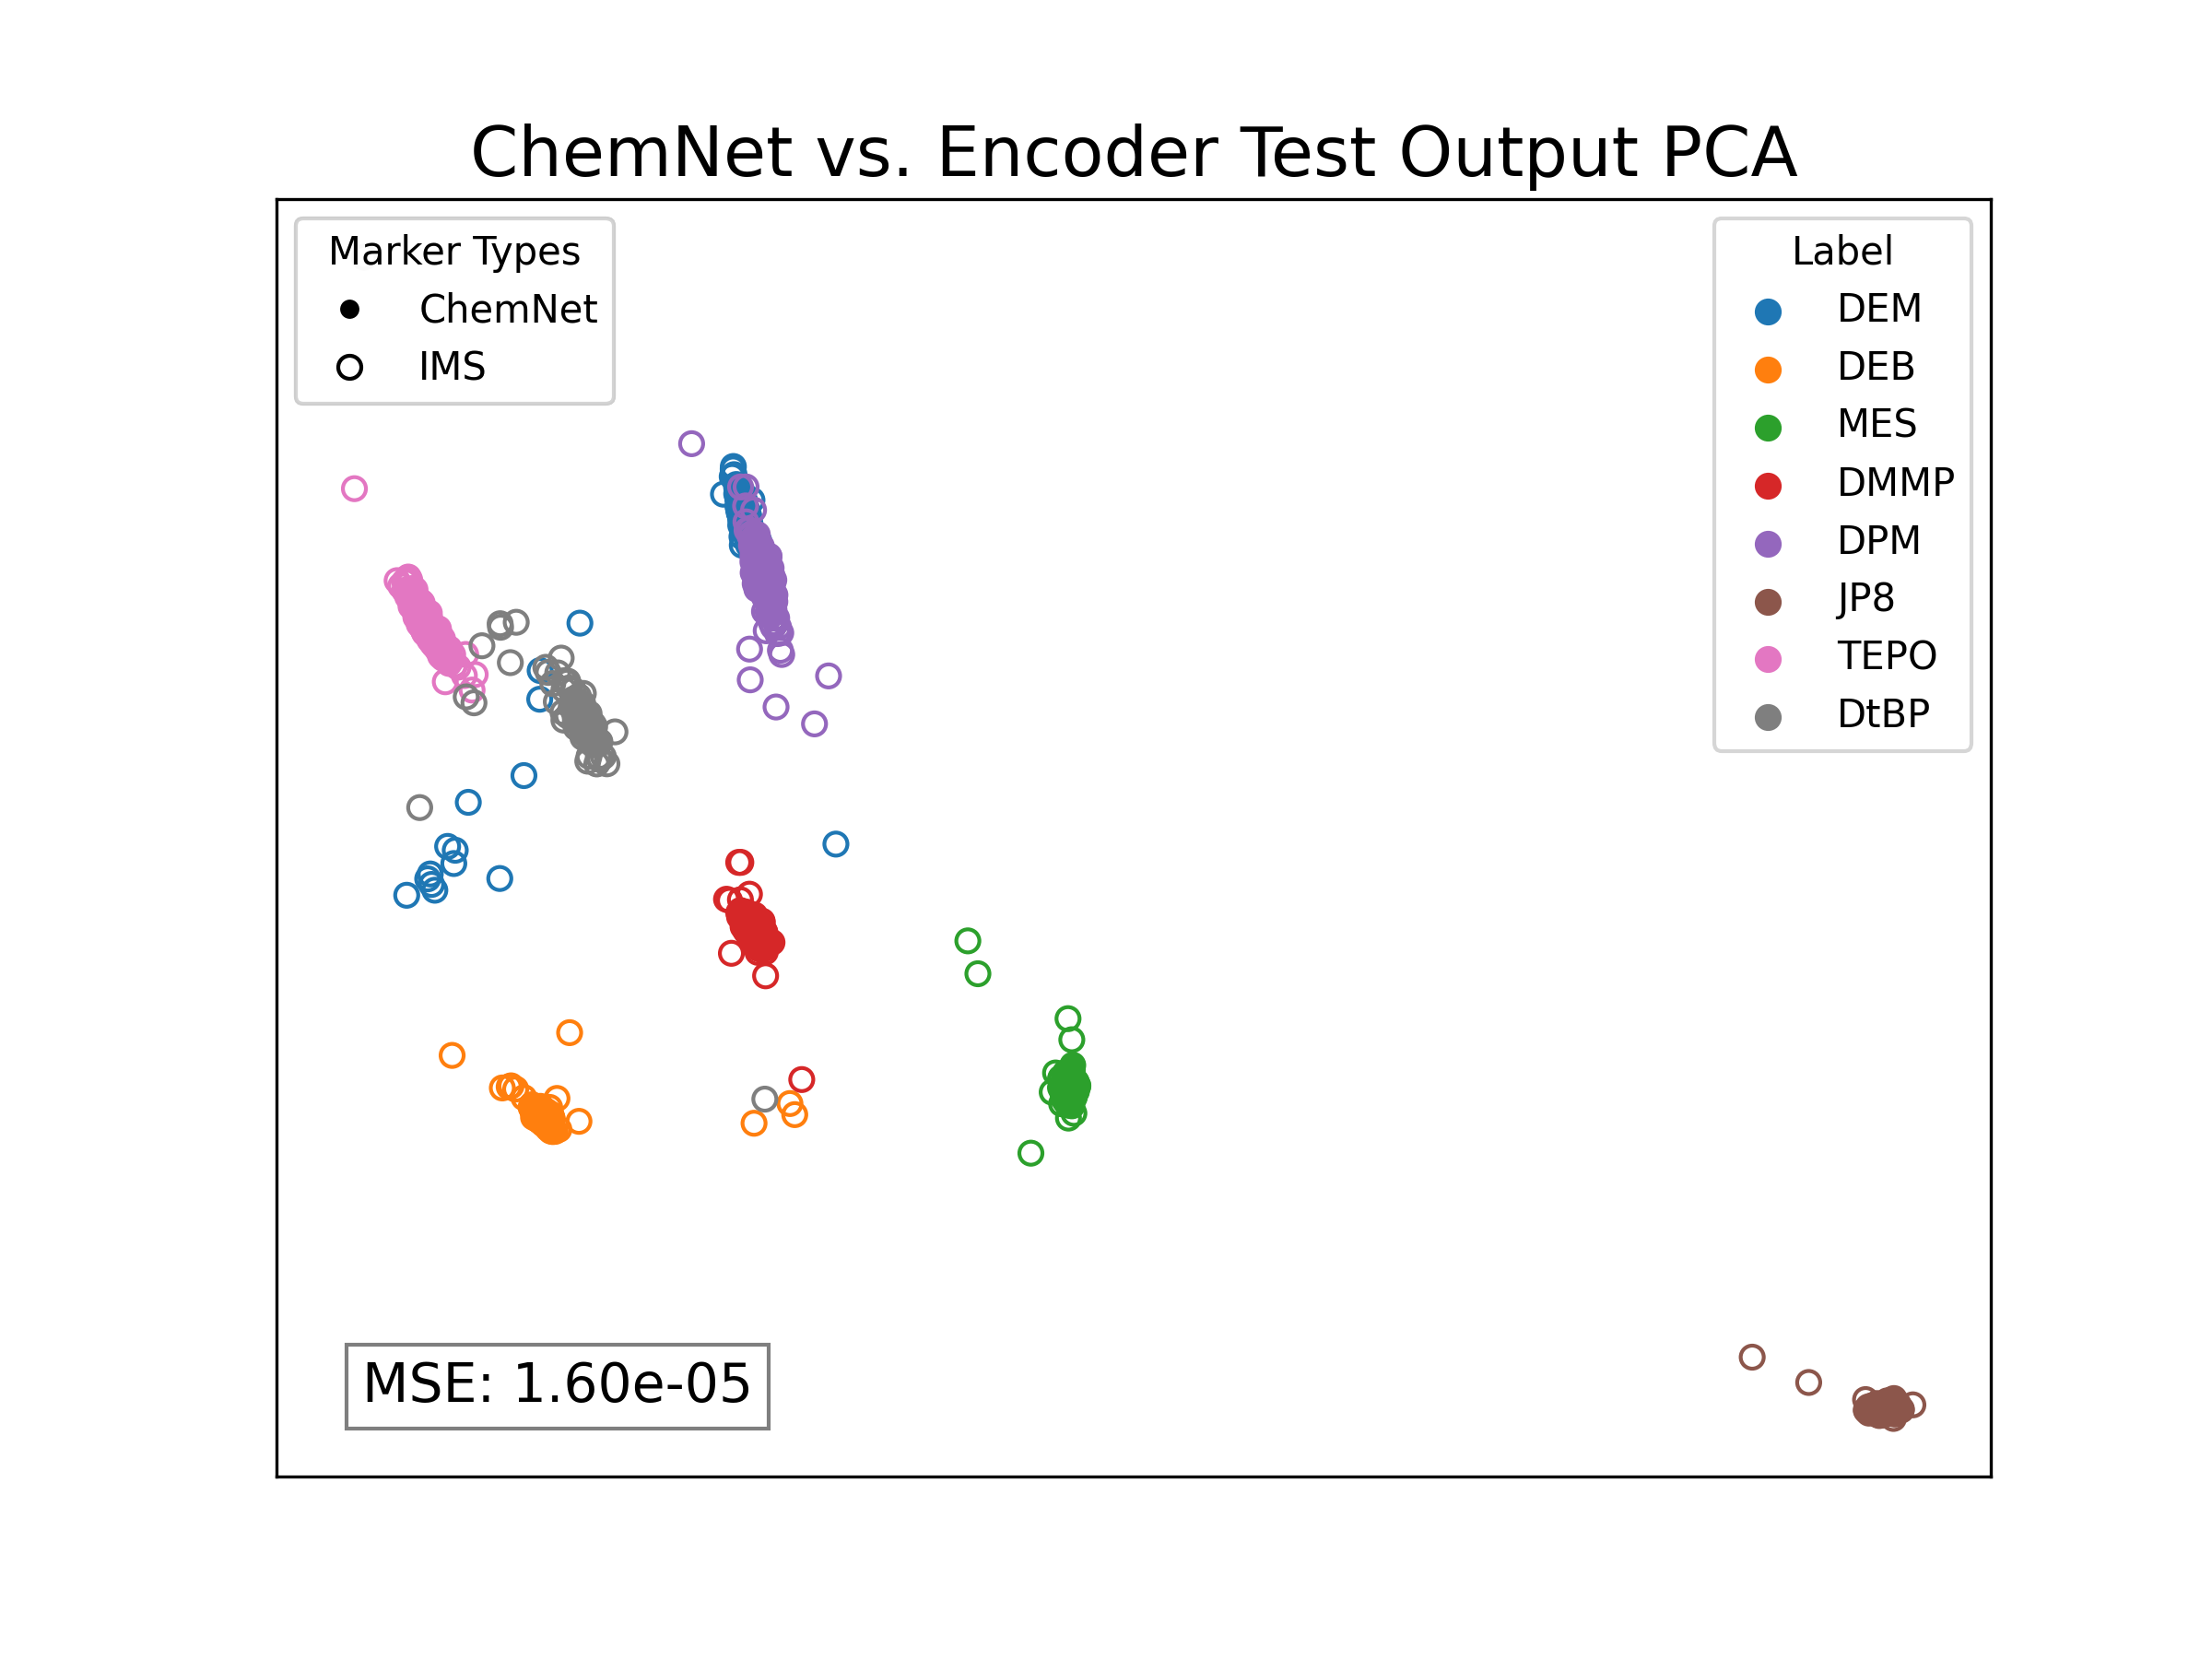 ChemNet vs. Encoder Test Output PCA
Marker Types
ChemNet
IMS
Label
DEM
DEB
MES
DMMP
DPM
JP8
TEPO
DtBP
MSE: 1.60e-05